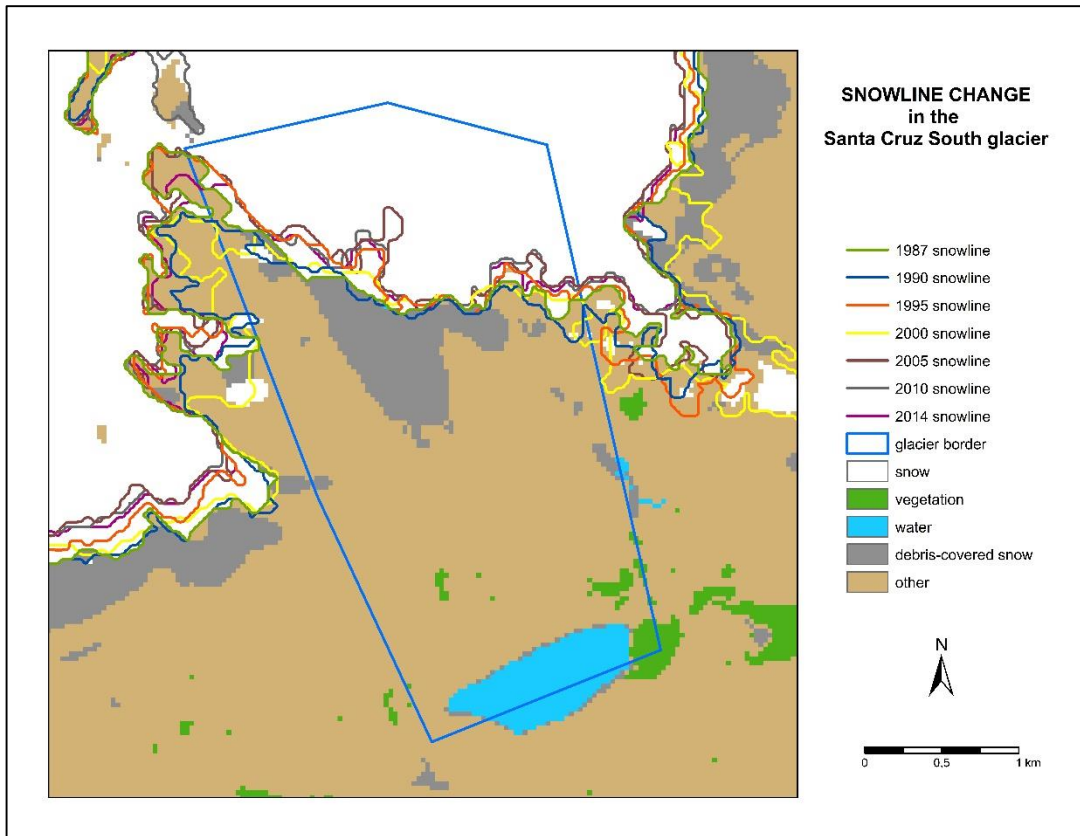 SNOWLINE CHANGE
in the
Santa Cruz South glacier
1987 snowline
1990 snowline
1995 snowline
2000 snowline
2005 snowline
2010 snowline
2014 snowline
glacier border
snow
vegetation
water
debris-covered snow
other
N
0 0.5 1 km